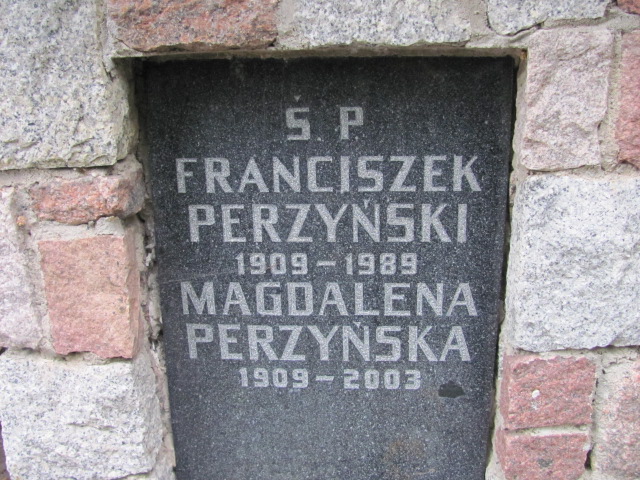 Ś. P
FRANCISZEK
PERZYŃSKI
1909-1989
MAGDALENA
PERZYŃSKA
1909-2003